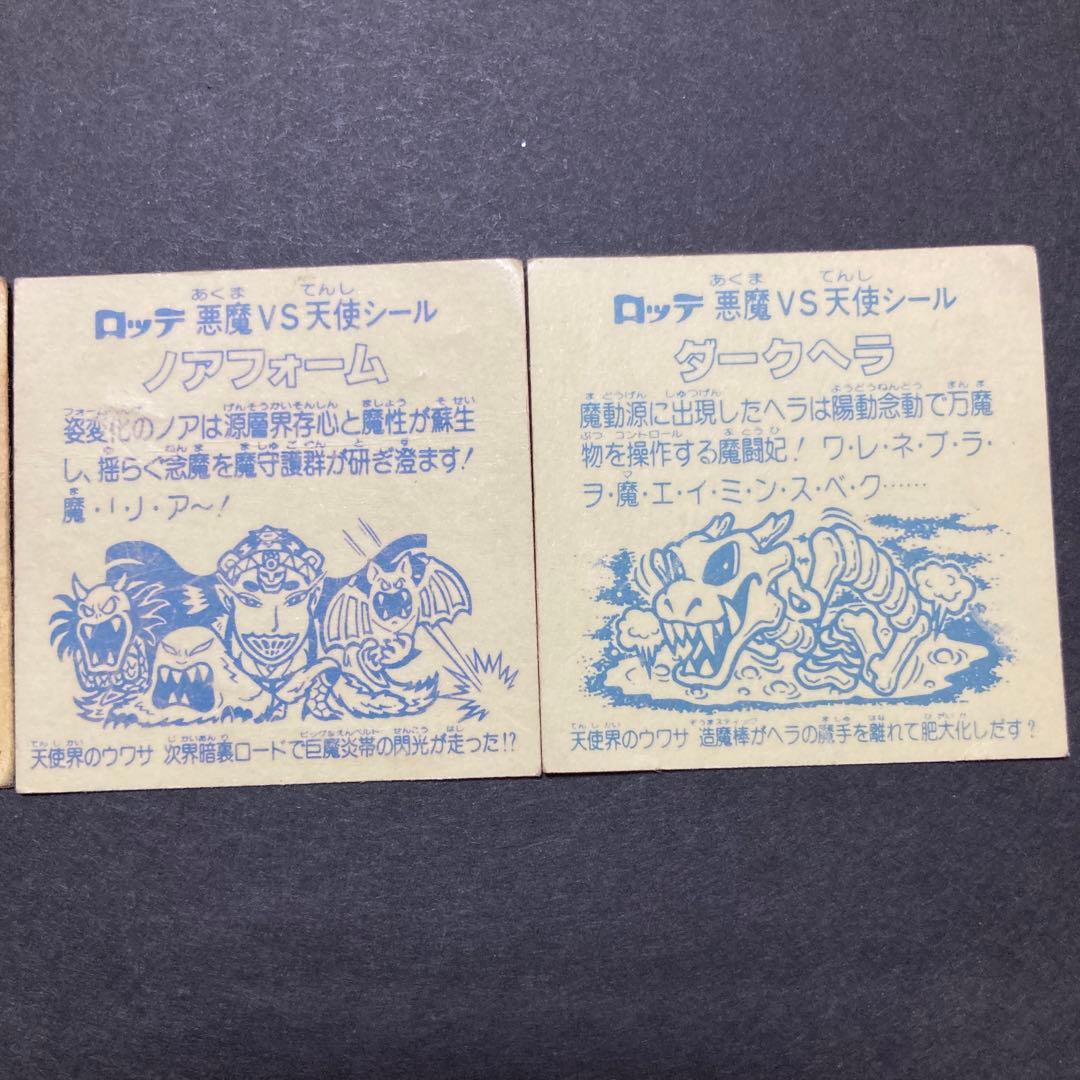 ロッテ 悪魔VS天使シール
ノアフォーム
姿変化のノアは源層界存心と魔性が蘇生
し、揺らぐ念魔を魔守護群が研ぎ澄ます!
魔・リ・ア〜!
天使界のウワサ 次界暗裏ロードで巨魔炎帯の閃光が走った!?
ロッテ 悪魔VS天使シール
ダークヘラ
魔動源に出現したヘラは陽動念動で万魔
物を操作する魔闘妃! ワ・レ・ネ・ブ・ラ・
ヲ・魔・エ・イ・ミ・ン・ス・ベ・ク……
天使界のウワサ 造魔棒がヘラの魔手を離れて肥大化しだす?